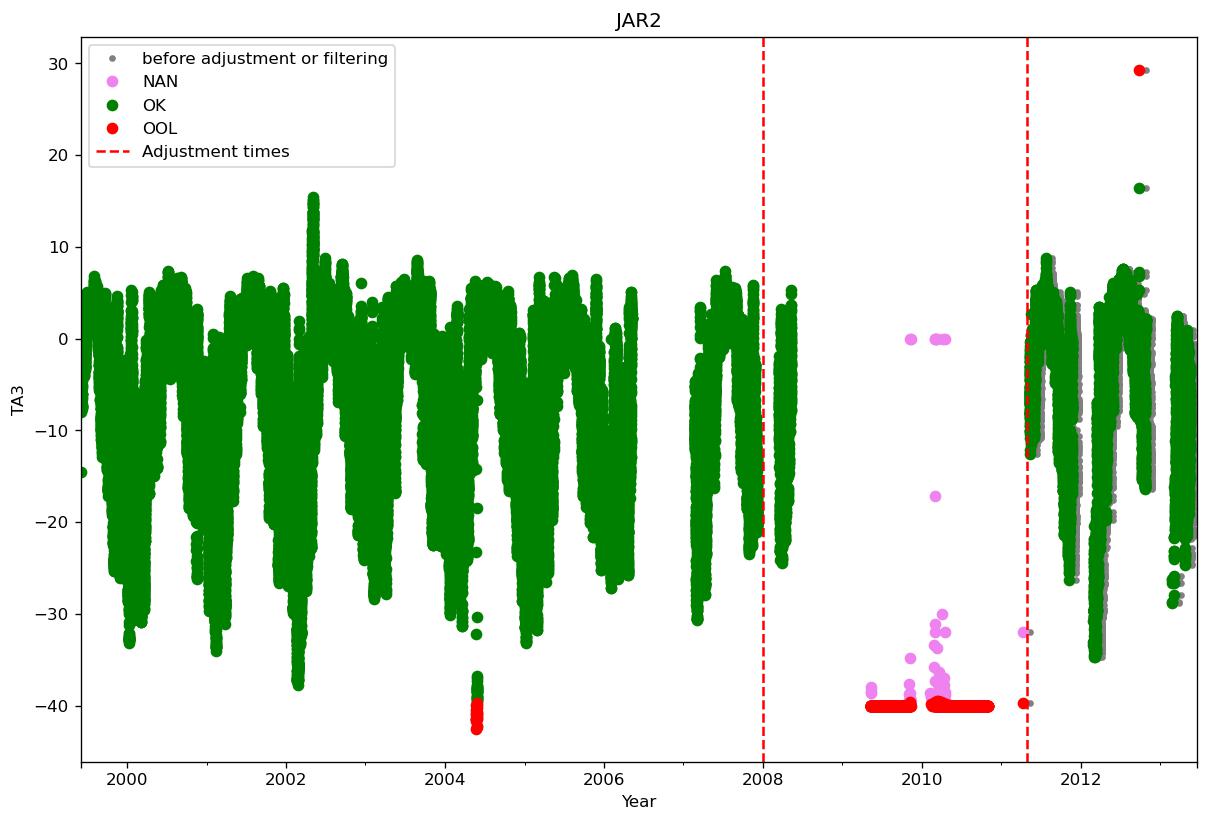 JAR2
before adjustment or filtering
NAN
OK
OOL
Adjustment times
30
20
10
0
−10
−20
−30
−40
TA3
2000
2002
2004
2006
2008
2010
2012
Year